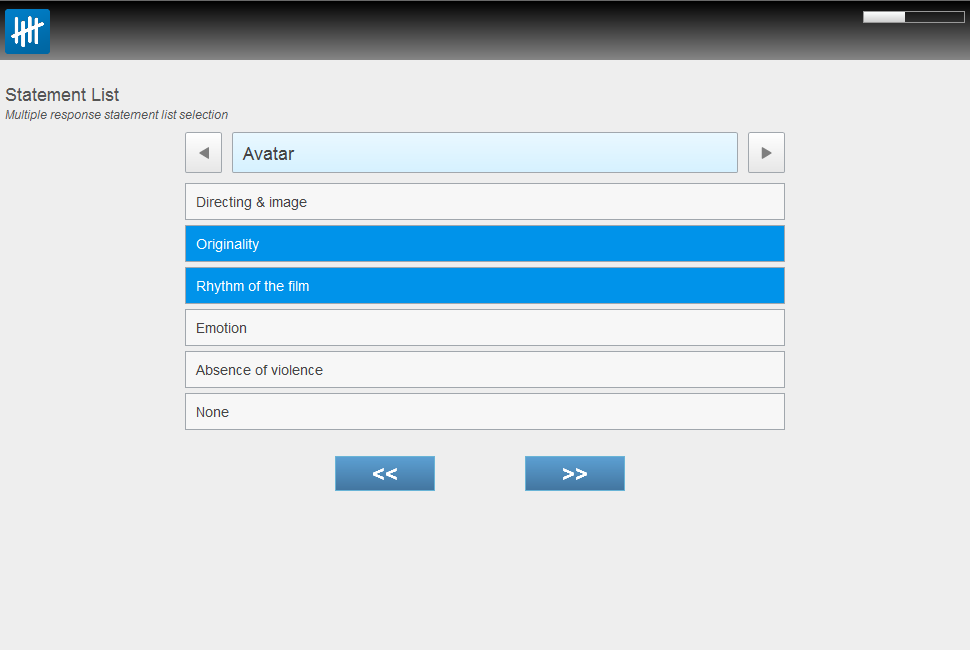 Statement List
Multiple response statement list selection
Avatar
Directing & image
Originality
Rhythm of the film
Emotion
Absence of violence
None
<< >>